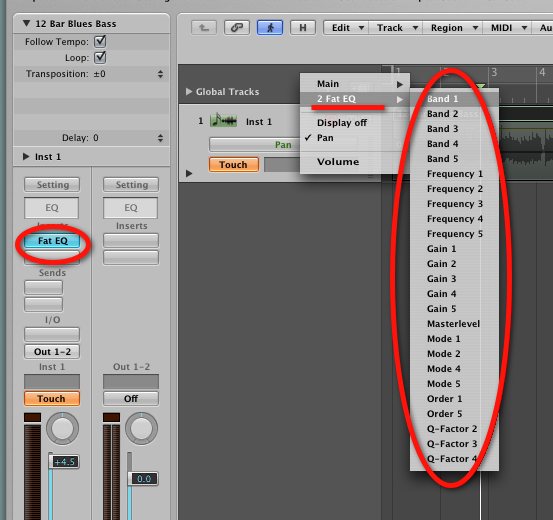 12 Bar Blues Bass
Follow Tempo:
Loop:
Transposition: ±0
Delay: 0
Inst 1
Setting
EQ
Inserts
Fat EQ
Sends
I/O
Out 1-2
Inst 1
Touch
+4.5
Setting
EQ
Inserts
Out 1-2
Off
0.0
Edit
Track
Region
MIDI
Au
H
1
3
4
Global Tracks
1
Inst 1
Pan
Touch
Main
2 Fat EQ
Display off
✓ Pan
Volume
Band 1
Band 2
Band 3
Band 4
Band 5
Frequency 1
Frequency 2
Frequency 3
Frequency 4
Frequency 5
Gain 1
Gain 2
Gain 3
Gain 4
Gain 5
Masterlevel
Mode 1
Mode 2
Mode 4
Mode 5
Order 1
Order 5
Q-Factor 2
Q-Factor 3
Q-Factor 4